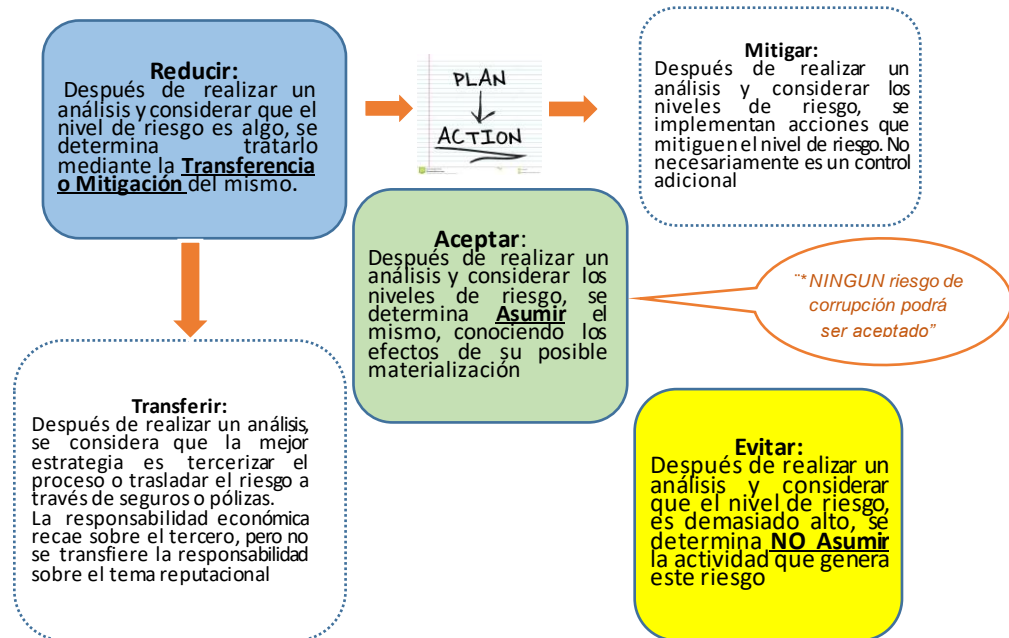 Reducir:
Después de realizar un
análisis y considerar que el
nivel de riesgo es algo, se
determina tratarlo
mediante la Transferencia
o Mitigación del mismo.
PLAN
ACTION
Mitigar:
Después de realizar un
análisis y considerar los
niveles de riesgo, se
implementan acciones que
mitiguen el nivel de riesgo. No
necesariamente es un control
adicional
Aceptar:
Después de realizar un
análisis y considerar los
niveles de riesgo, se
determina Asumir el
mismo, conociendo los
efectos de su posible
materialización
¨* NINGUN riesgo de
corrupción podrá
ser aceptado”
Transferir:
Después de realizar un análisis,
se considera que la mejor
estrategia es tercerizar el
proceso o trasladar el riesgo a
través de seguros o pólizas.
La responsabilidad económica
recae sobre el tercero, pero no
se transfiere la responsabilidad
sobre el tema reputacional
Evitar:
Después de realizar un
análisis y considerar
que el nivel de riesgo,
es demasiado alto, se
determina NO Asumir
la actividad que genera
este riesgo